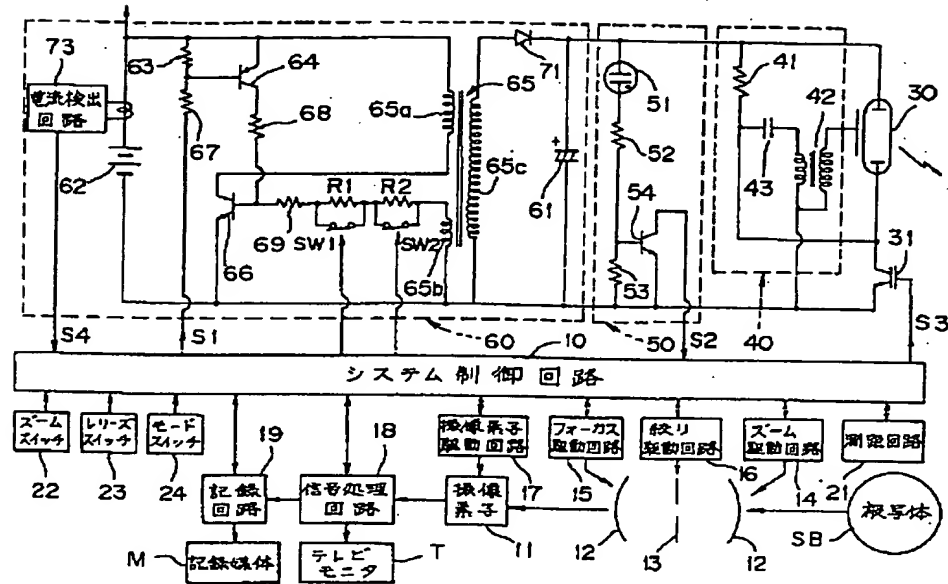 73
電流検出
回路
63
64
68
67
62
65a
65
71
65c
61
51
52
54
53
41
42
43
30
31
R1
R2
69
SW1
SW2
65b
66
S4
S1
60
50
S2
40
S3
10
システム制御回路
ズーム
スイッチ
22
レリーズ
スイッチ
23
モード
スイッチ
24
19
記録
回路
18
信号処理
回路
撮像素子
駆動回路
17
フォーカス
駆動回路
15
絞り
駆動回路
16
ズーム
駆動回路
14
測距回路
21
撮像
素子
11
12
13
12
SB
被写体
M
記録媒体
テレビ
モニタ
T